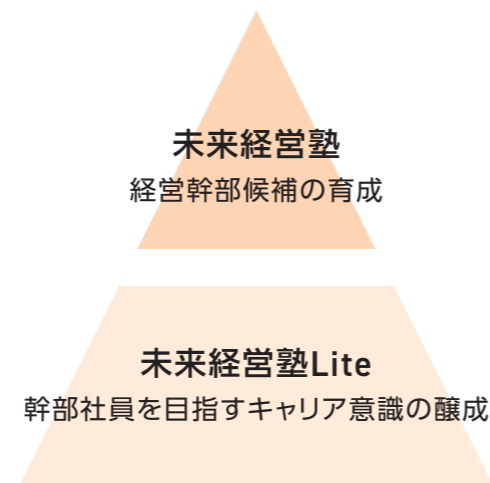 未来経営塾
経営幹部候補の育成
未来経営塾Lite
幹部社員を目指すキャリア意識の醸成